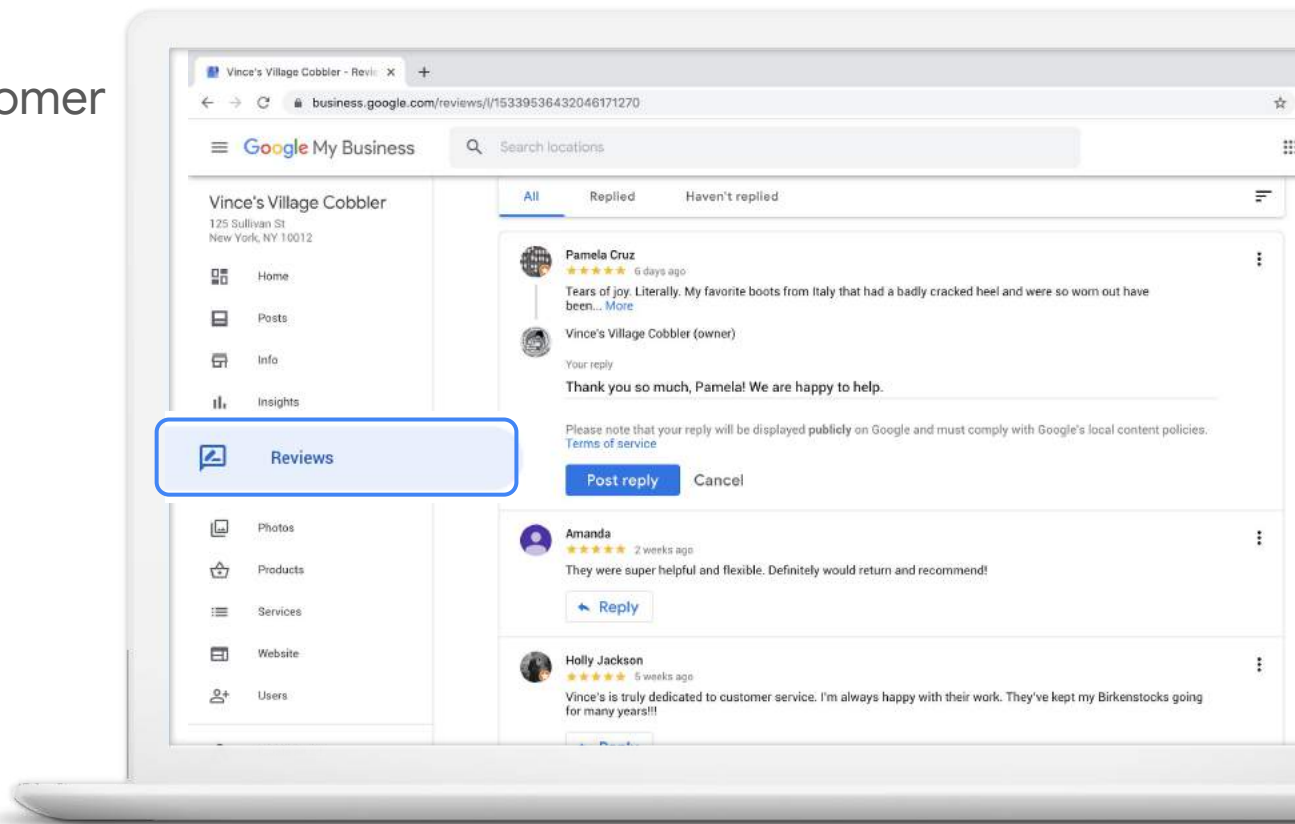 omer
Vince's Village Cobbler - Revie
business.google.com/reviews/l/15339536432046171270
Google My Business
Search locations
Vince's Village Cobbler
125 Sullivan St
New York, NY 10012
Home
Posts
Info
Insights
Reviews
Photos
Products
Services
Website
Users
All Replied Haven't replied
Pamela Cruz
6 days ago
Tears of joy. Literally. My favorite boots from Italy that had a badly cracked heel and were so worn out have
been... More
Vince's Village Cobbler (owner)
Your reply
Thank you so much, Pamela! We are happy to help.
Please note that your reply will be displayed publicly on Google and must comply with Google's local content policies.
Terms of service
Post reply Cancel
Amanda
2 weeks ago
They were super helpful and flexible. Definitely would return and recommend!
Reply
Holly Jackson
5 weeks ago
Vince's is truly dedicated to customer service. I'm always happy with their work. They've kept my Birkenstocks going
for many years!!!
Reply